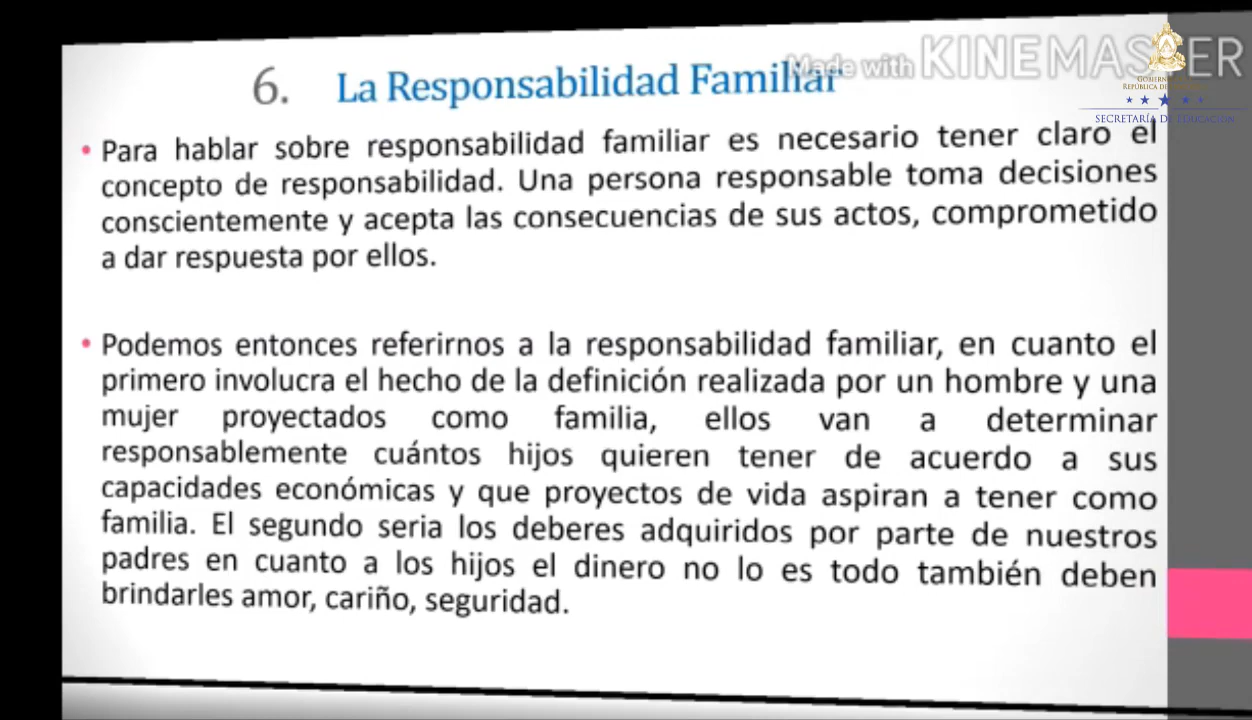 Made with KINEMASTER
6. La Responsabilidad Familiar
GOBIERNO
REPÚBLICA DE
SECRETARÍA DE EDUCACIÓN
• Para hablar sobre responsabilidad familiar es necesario tener claro el
concepto de responsabilidad. Una persona responsable toma decisiones
conscientemente y acepta las consecuencias de sus actos, comprometido
a dar respuesta por ellos.
• Podemos entonces referirnos a la responsabilidad familiar, en cuanto el
primero involucra el hecho de la definición realizada por un hombre y una
mujer proyectados como familia, ellos van a determinar
responsablemente cuántos hijos quieren tener de acuerdo a sus
capacidades económicas y que proyectos de vida aspiran a tener como
familia. El segundo seria los deberes adquiridos por parte de nuestros
padres en cuanto a los hijos el dinero no lo es todo también deben
brindarles amor, cariño, seguridad.